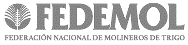 FEDEMOL
FEDERACIÓN NACIONAL DE MOLINEROS DE TRIGO